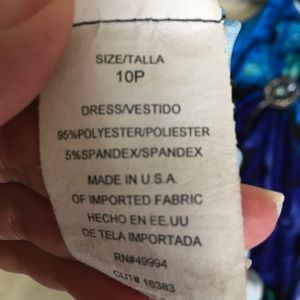 SIZE/TALLA
10P
DRESS/VESTIDO
95%POLYESTER/POLIESTER
5%SPANDEX/SPANDEX
MADE IN U.S.A.
OF IMPORTED FABRIC
HECHO EN EE.UU
DE TELA IMPORTADA
RN#49994
CUT# 16383